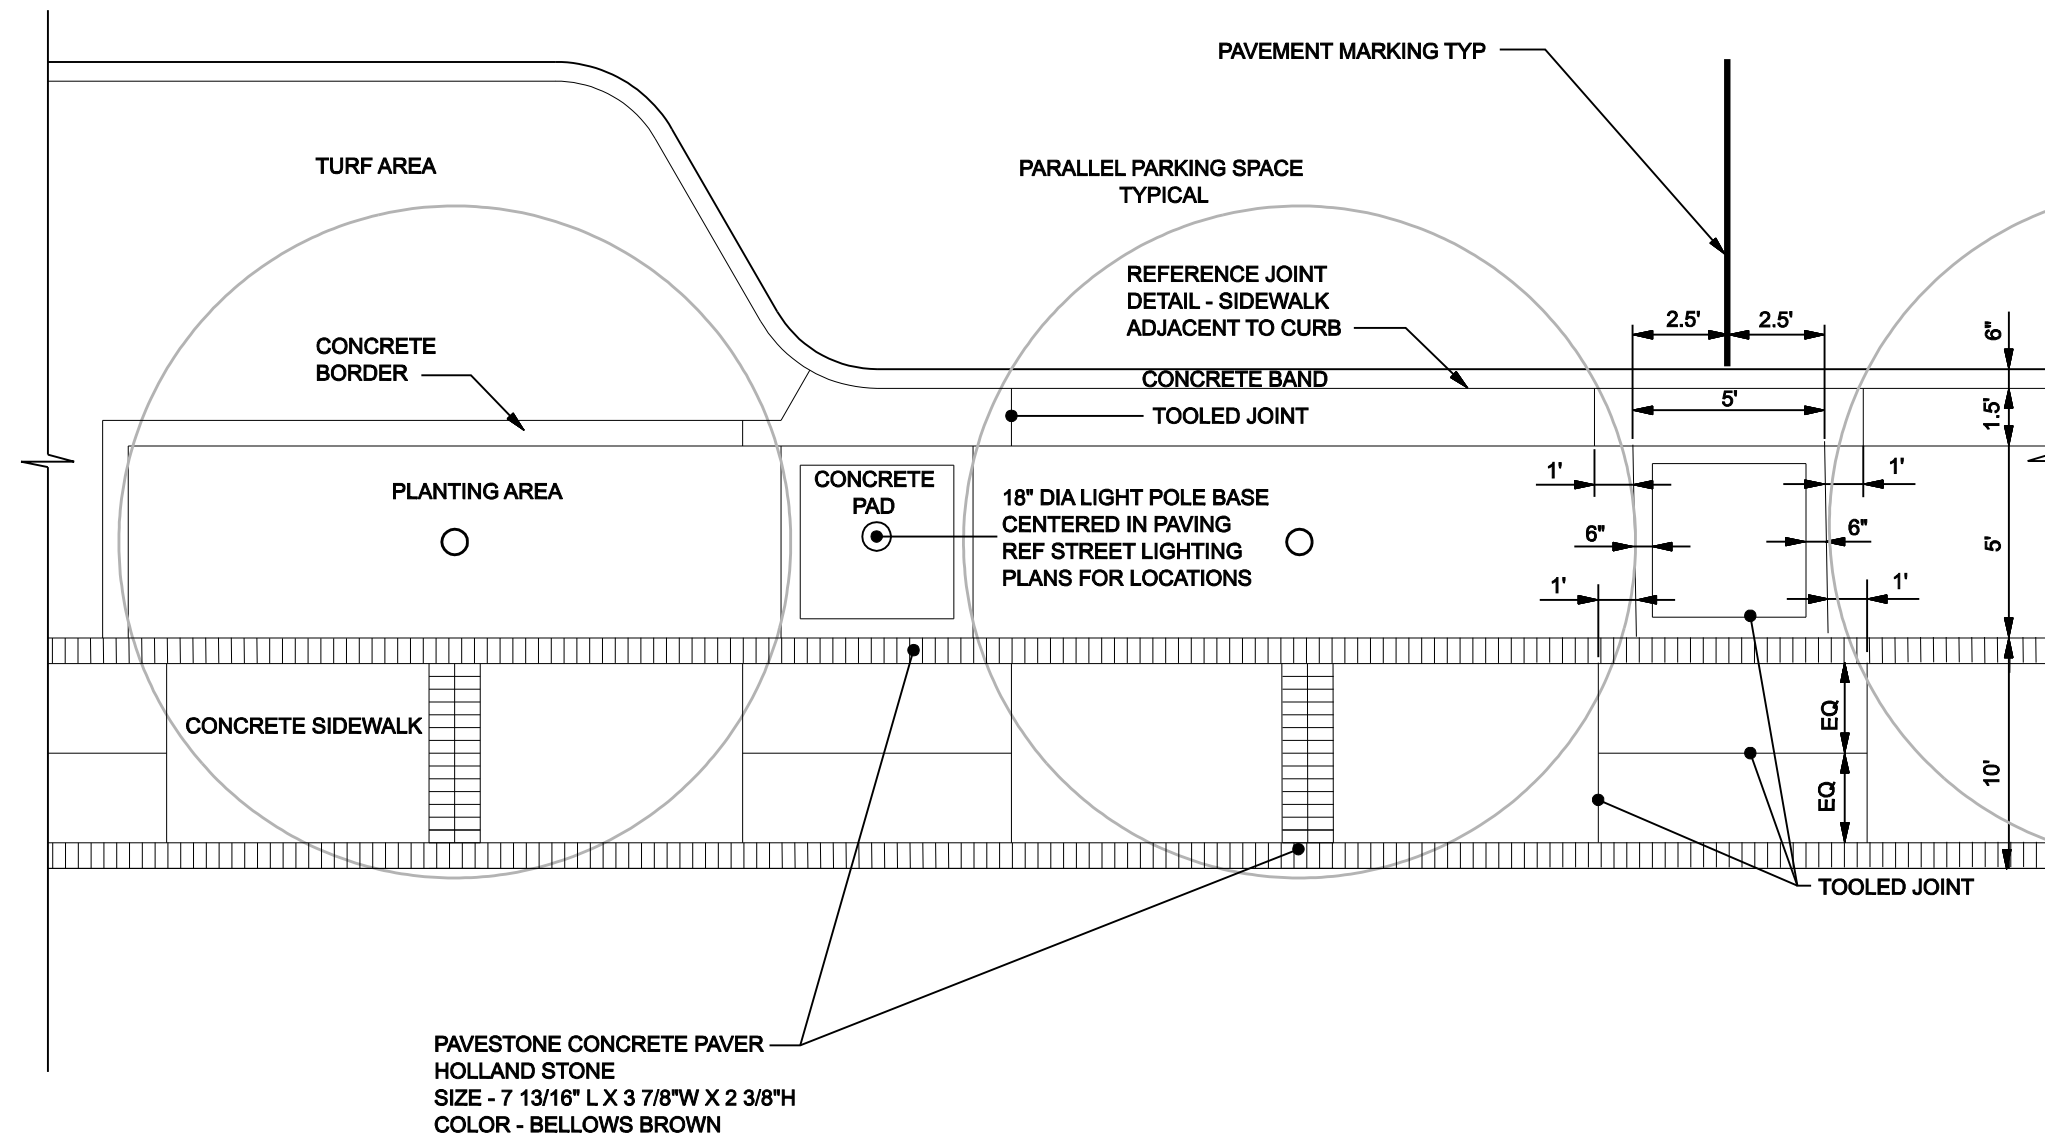 PAVEMENT MARKING TYP
TURF AREA
PARALLEL PARKING SPACE
TYPICAL
REFERENCE JOINT
DETAIL - SIDEWALK
ADJACENT TO CURB
2.5'
2.5'
6"
CONCRETE
BORDER
CONCRETE BAND
5'
1.5'
TOOLED JOINT
PLANTING AREA
CONCRETE
PAD
18" DIA LIGHT POLE BASE
CENTERED IN PAVING
REF STREET LIGHTING
PLANS FOR LOCATIONS
1'
1'
6"
6"
5'
1'
1'
CONCRETE SIDEWALK
EQ
EQ
10'
TOOLED JOINT
PAVESTONE CONCRETE PAVER
HOLLAND STONE
SIZE - 7 13/16" L X 3 7/8"W X 2 3/8"H
COLOR - BELLOWS BROWN